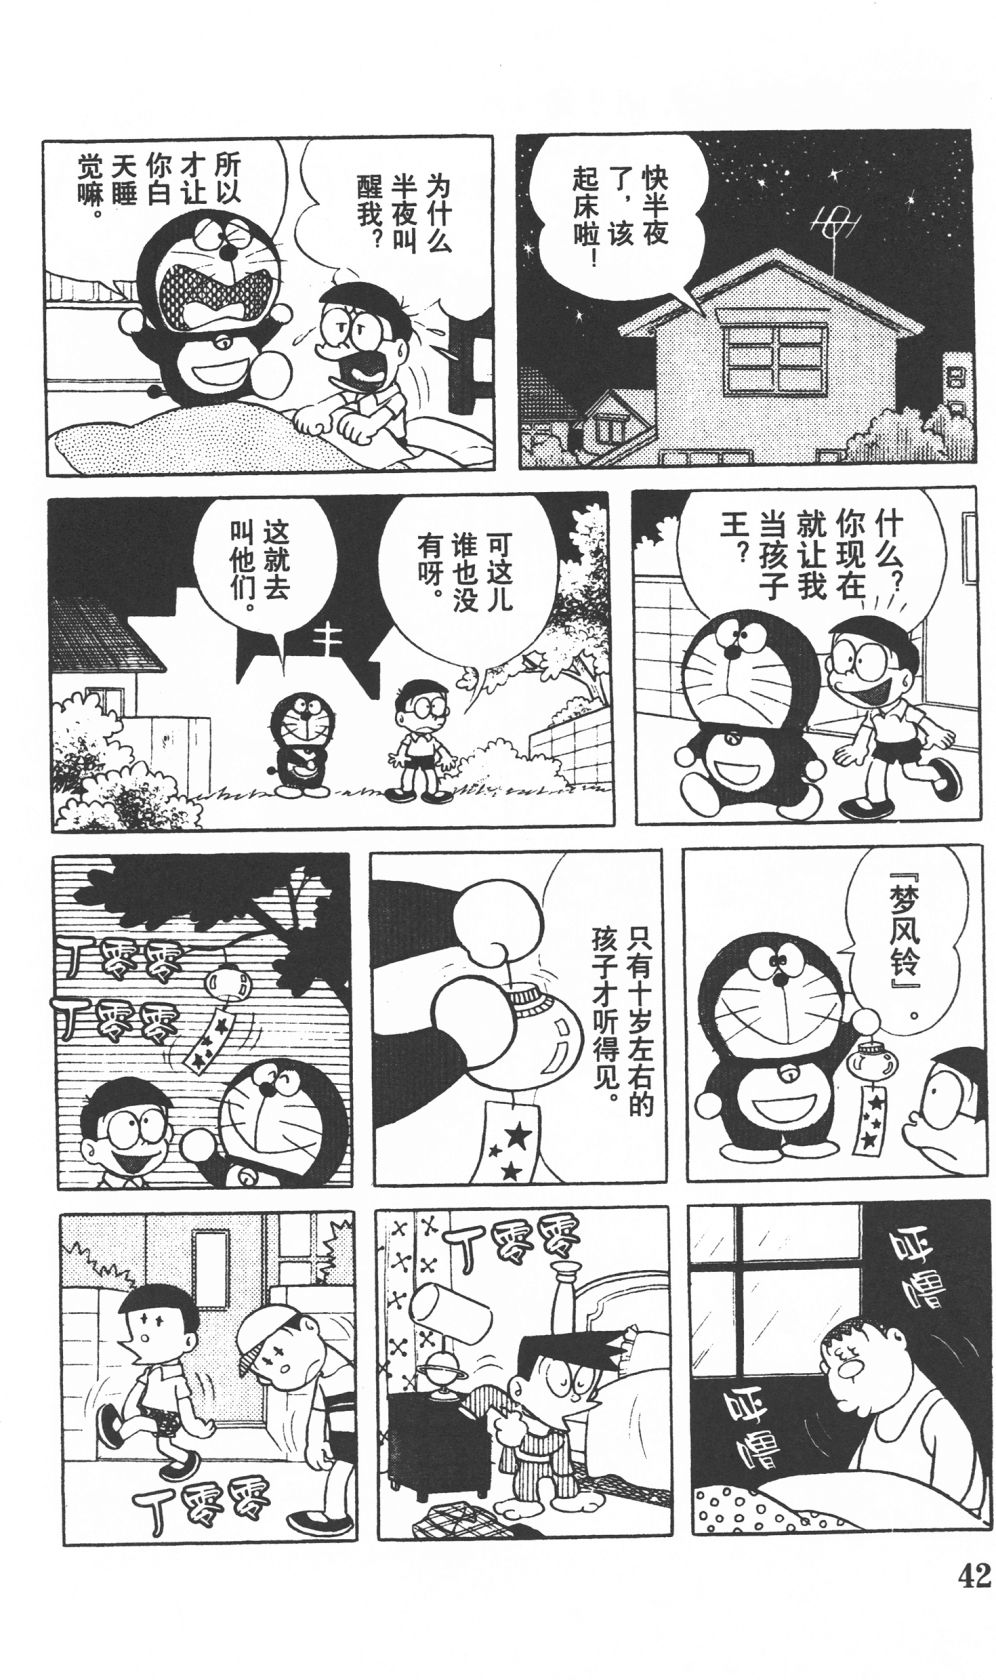 快半夜
了，该
起床啦！
为什么
半夜叫
醒我？
所以
才让
你白
天睡
觉嘛。
什么？
你现在
就让我
当孩子
王？
可这儿
谁也没
有呀。
这就去
叫他们。
『梦风铃』。
只有十岁左右的
孩子才听得见。
丁零零
丁零零
呼噜
呼噜
丁零零
丁零零
42